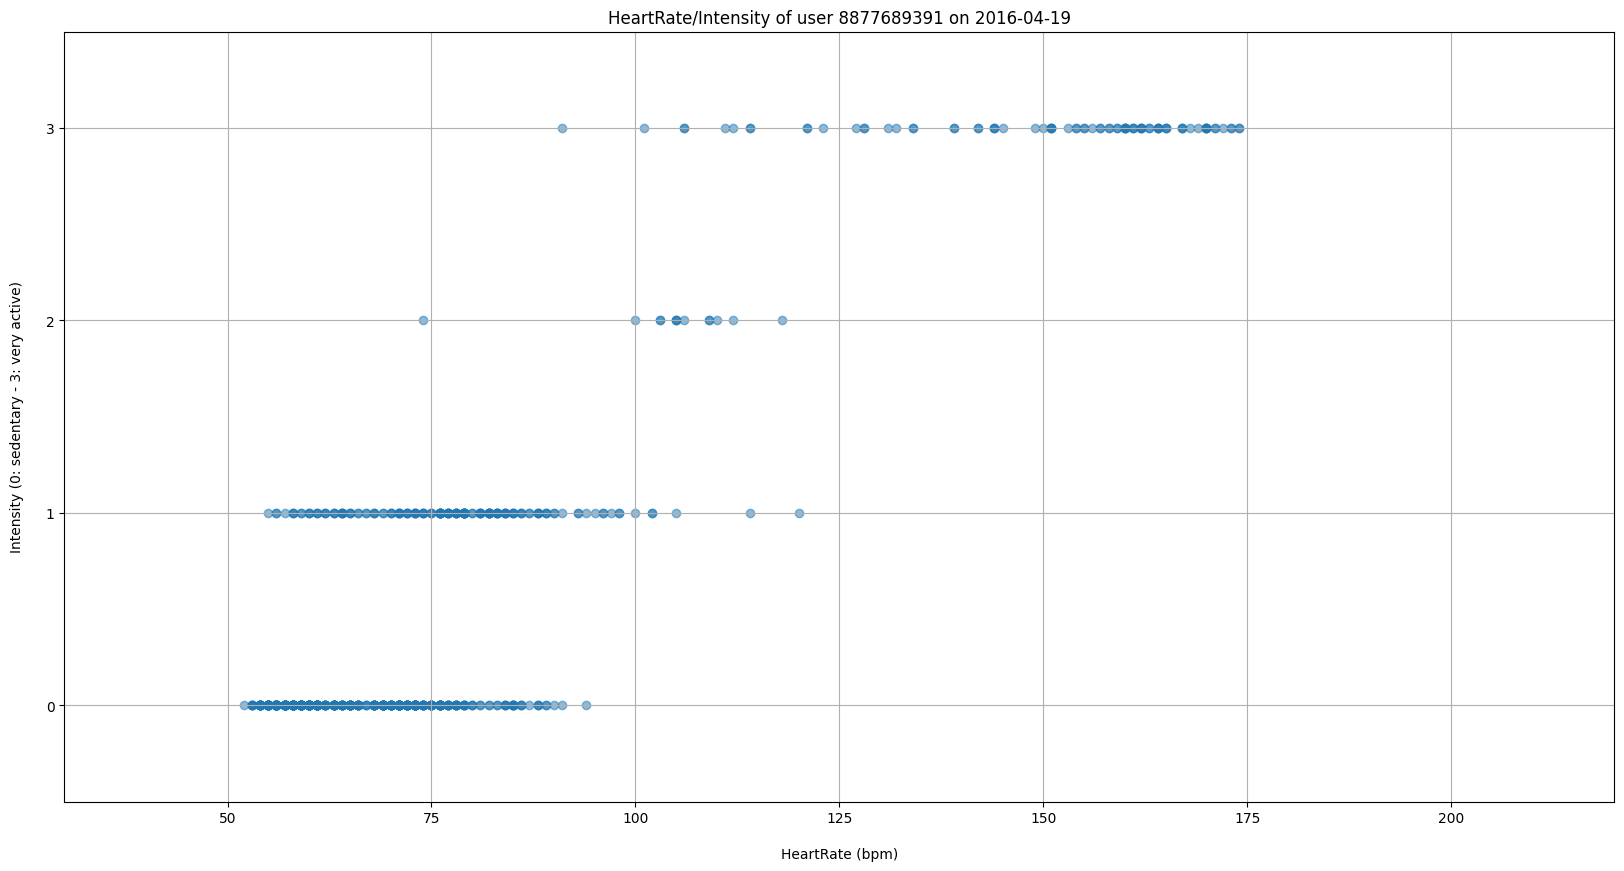 HeartRate/Intensity of user 8877689391 on 2016-04-19
Intensity (0: sedentary - 3: very active)
3
2
1
0
50 75 100 125 150 175 200
HeartRate (bpm)